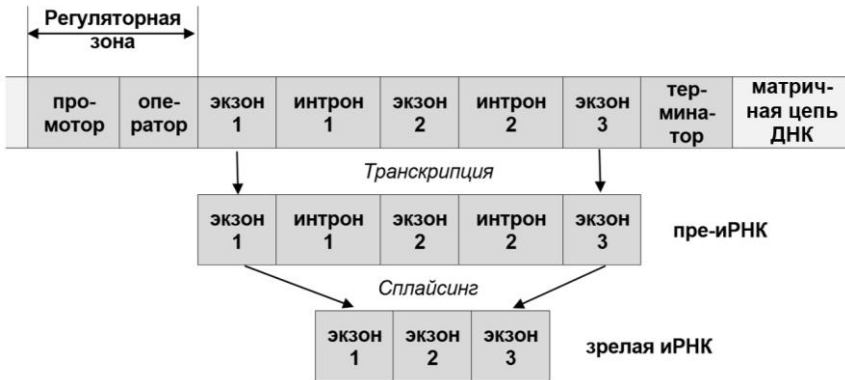 Регуляторная
зона
про-
мотор
опе-
ратор
экзон
1
интрон
1
экзон
2
интрон
2
экзон
3
тер-
мина-
тор
матрич-
ная цепь
ДНК
Транскрипция
экзон
1
интрон
1
экзон
2
интрон
2
экзон
3
пре-иРНК
Сплайсинг
экзон
1
экзон
2
экзон
3
зрелая иРНК